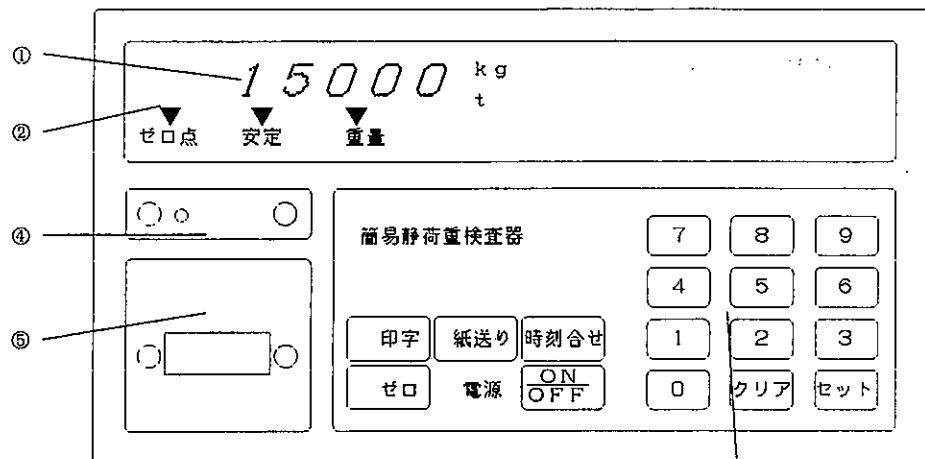 ①
15000 kg
t
②
ゼロ点 安定 重量
④
簡易静荷重検査器
7 8 9
4 5 6
⑤
印字 紙送り 時刻合せ 1 2 3
ゼロ 電源 ON/OFF 0 クリア セット